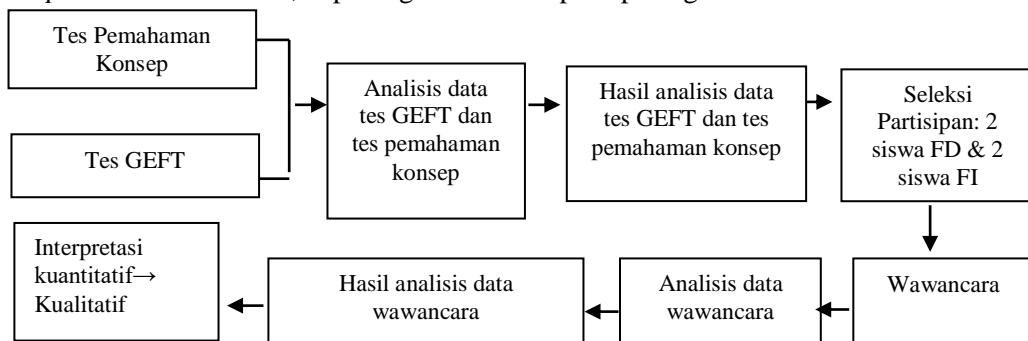 Tes Pemahaman
Konsep
Tes GEFT
Analisis data
tes GEFT dan
tes pemahaman
konsep
Hasil analisis data
tes GEFT dan tes
pemahaman konsep
Seleksi
Partisipan: 2
siswa FD & 2
siswa FI
Wawancara
Analisis data
wawancara
Hasil analisis data
wawancara
Interpretasi
kuantitatif→
Kualitatif